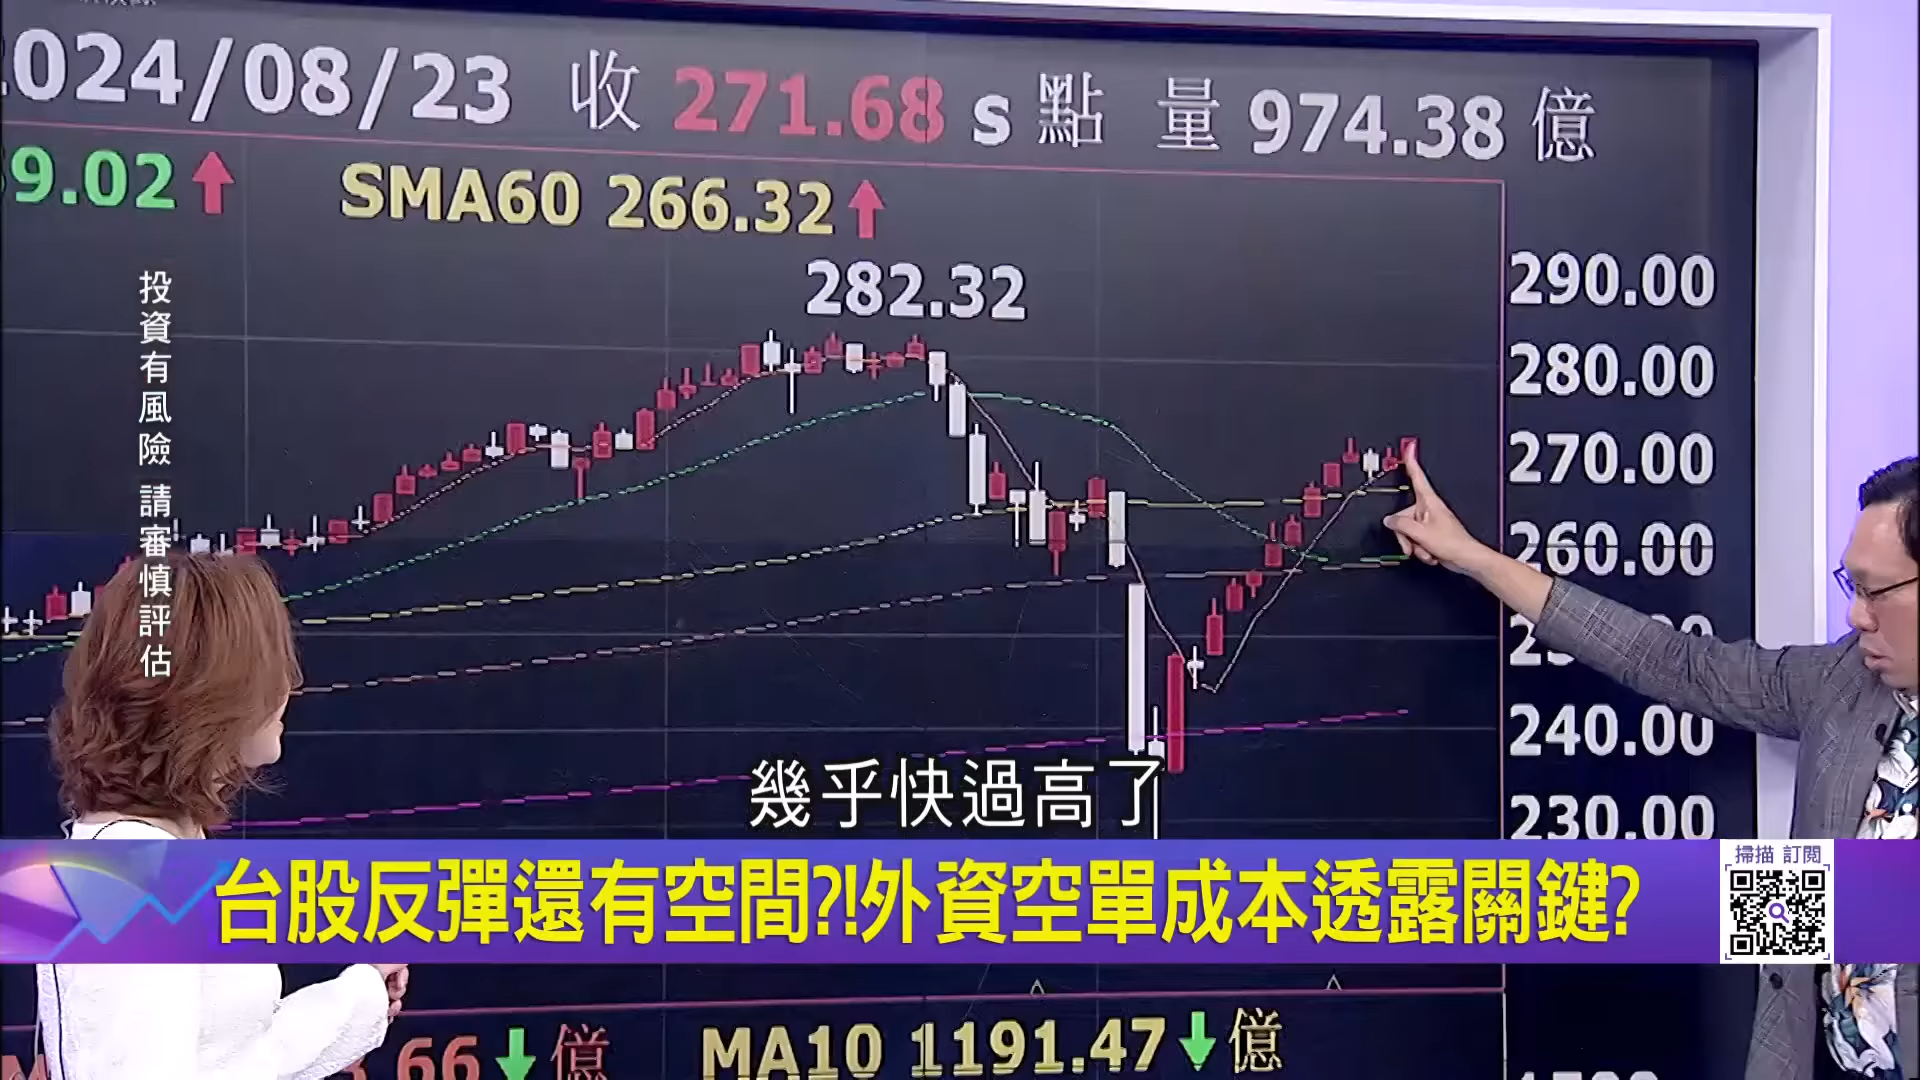 2024/08/23 收 271.68 s 點 量 974.38 億
9.02↑ SMA60 266.32↑
282.32
290.00
280.00
270.00
260.00
240.00
230.00
投資有風險 請審慎評估
幾乎快過高了
台股反彈還有空間?!外資空單成本透露關鍵?
掃描 訂閱
.66↓億 MA10 1191.47↓億